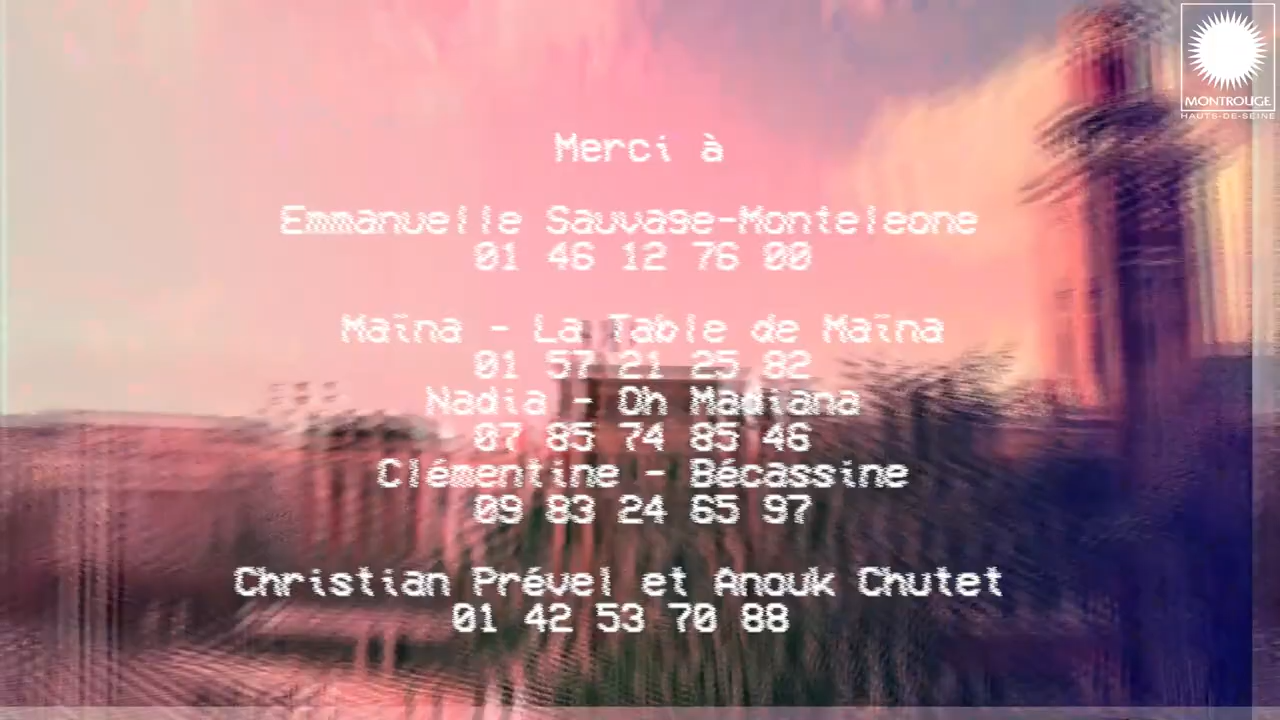 MONTROUGE
HAUTS-DE-SEINE
Merci à
Emmanuelle Sauvage-Monteleone
01 46 12 76 00
Maïna - La Table de Maïna
01 57 21 25 82
Nadia - Oh Madiana
07 85 74 85 46
Clémentine - Bécassine
09 83 24 65 97
Christian Prével et Anouk Chutet
01 42 53 70 88